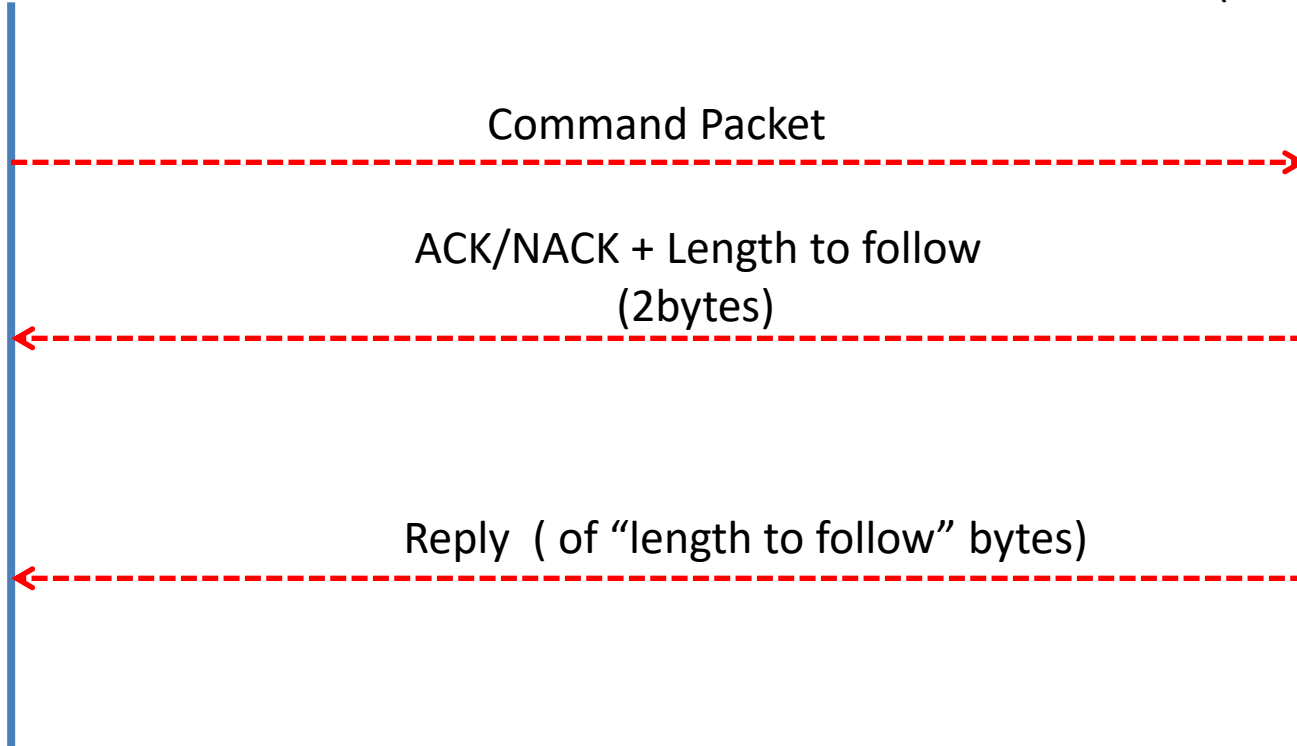 (
Command Packet
ACK/NACK + Length to follow
(2bytes)
Reply ( of “length to follow” bytes)